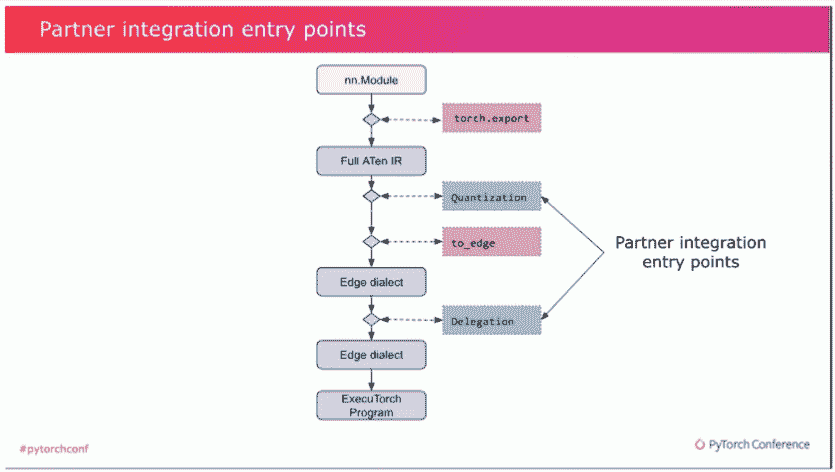 Partner integration entry points
nn.Module
torch.export
Full ATen IR
Quantization
to_edge
Partner integration
entry points
Edge dialect
Delegation
Edge dialect
ExecuTorch
Program
#pytorchconf
PyTorch Conference